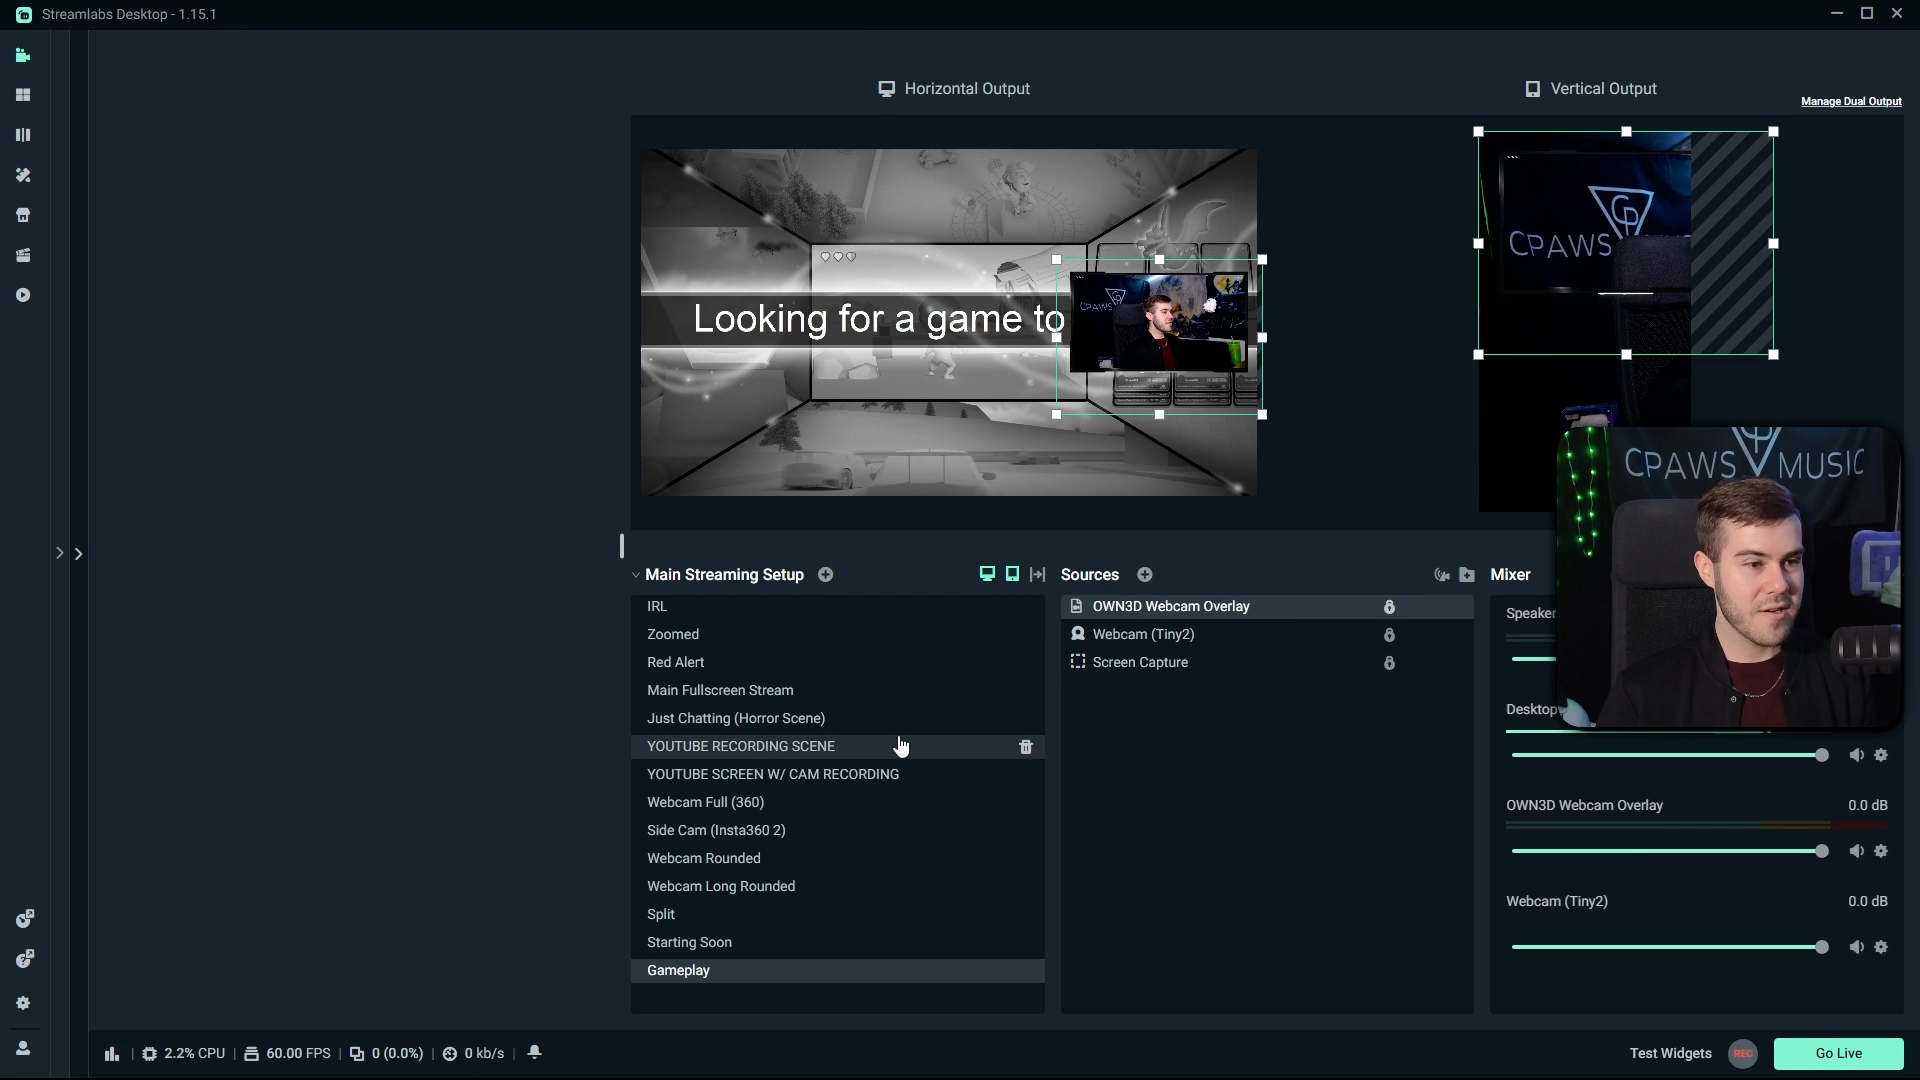 Streamlabs Desktop - 1.15.1
Horizontal Output
Vertical Output
Manage Dual Output
Looking for a game to
CPAWS
CPAWS
CPAWS MUSIC
Main Streaming Setup
IRL
Zoomed
Red Alert
Main Fullscreen Stream
Just Chatting (Horror Scene)
YOUTUBE RECORDING SCENE
YOUTUBE SCREEN W/ CAM RECORDING
Webcam Full (360)
Side Cam (Insta360 2)
Webcam Rounded
Webcam Long Rounded
Split
Starting Soon
Gameplay
Sources
OWN3D Webcam Overlay
Webcam (Tiny2)
Screen Capture
Mixer
Speaker
Desktop
OWN3D Webcam Overlay 0.0 dB
Webcam (Tiny2) 0.0 dB
2.2% CPU
60.00 FPS
0 (0.0%)
0 kb/s
Test Widgets
REC
Go Live